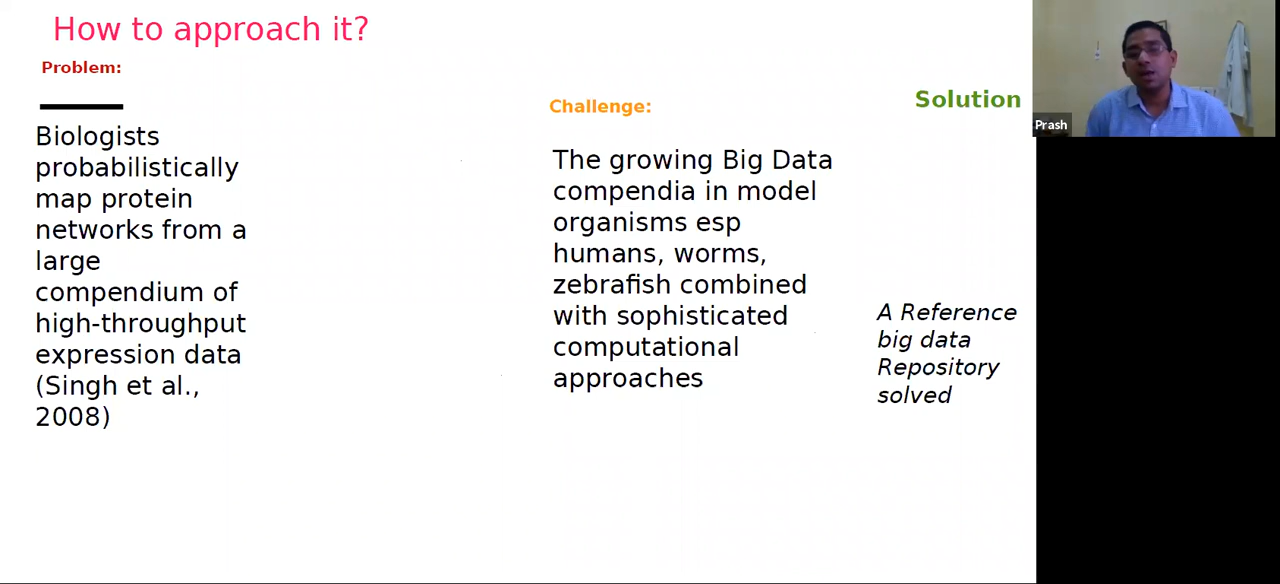 How to approach it?
Problem:
Biologists
probabilistically
map protein
networks from a
large
compendium of
high-throughput
expression data
(Singh et al.,
2008)
Challenge:
The growing Big Data
compendia in model
organisms esp
humans, worms,
zebrafish combined
with sophisticated
computational
approaches
Solution
A Reference
big data
Repository
solved
Prash